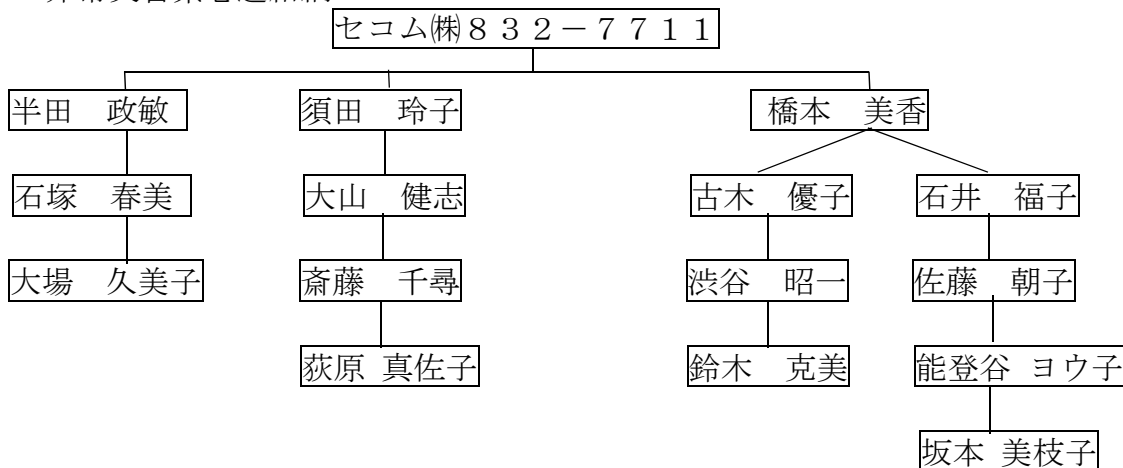 セコム㈱８３２－７７１１
半田　政敏　須田　玲子　橋本　美香
石塚　春美　大山　健志　古木　優子　石井　福子
大場　久美子　斎藤　千尋　渋谷　昭一　佐藤　朝子
荻原 真佐子　鈴木　克美　能登谷 ヨウ子
坂本 美枝子